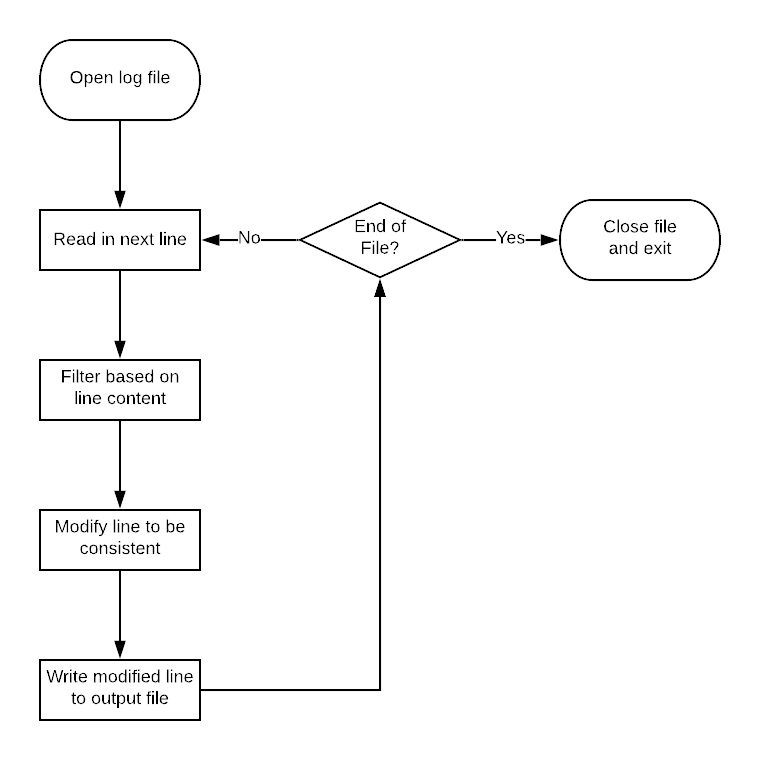 Open log file
Read in next line
No
End of
File?
Yes
Close file
and exit
Filter based on
line content
Modify line to be
consistent
Write modified line
to output file